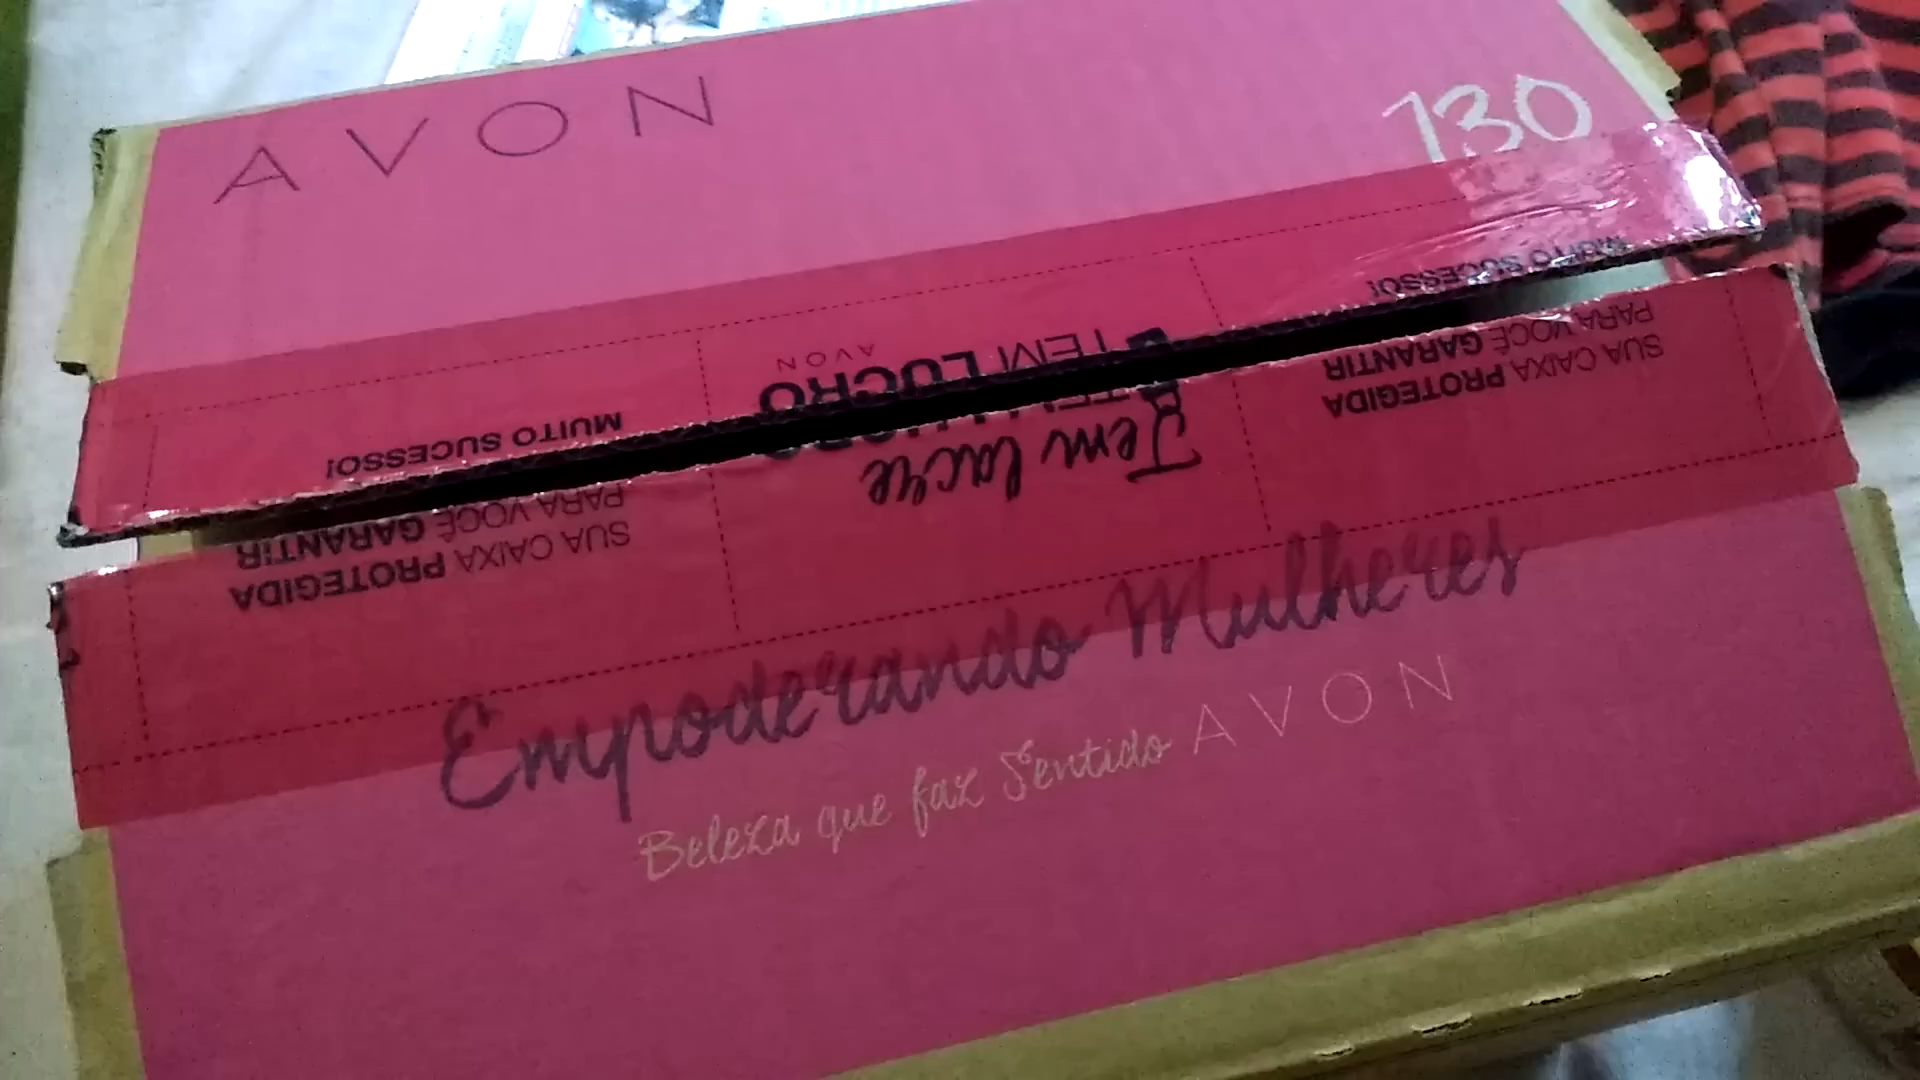 AVON
130
Tem lacre
E TEM LUCRO
AVON
SUA CAIXA PROTEGIDA
PARA VOCÊ GARANTIR
MUITO SUCESSO!
SUA CAIXA PROTEGIDA
PARA VOCÊ GARANTIR
MUITO SUCESSO!
Empoderando Mulheres
Beleza que faz Sentido AVON